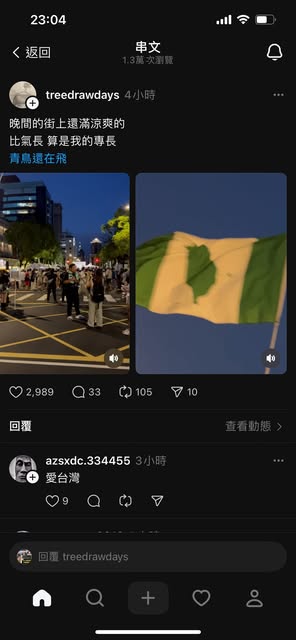 23:04
返回
串文
1.3萬 次瀏覽
treedrawdays 4小時
晚間的街上還滿涼爽的
比氣長 算是我的專長
青鳥還在飛
2,989 33 105 10
回覆
查看動態
azsxdc.334455 3小時
愛台灣
9
回覆 treedrawdays